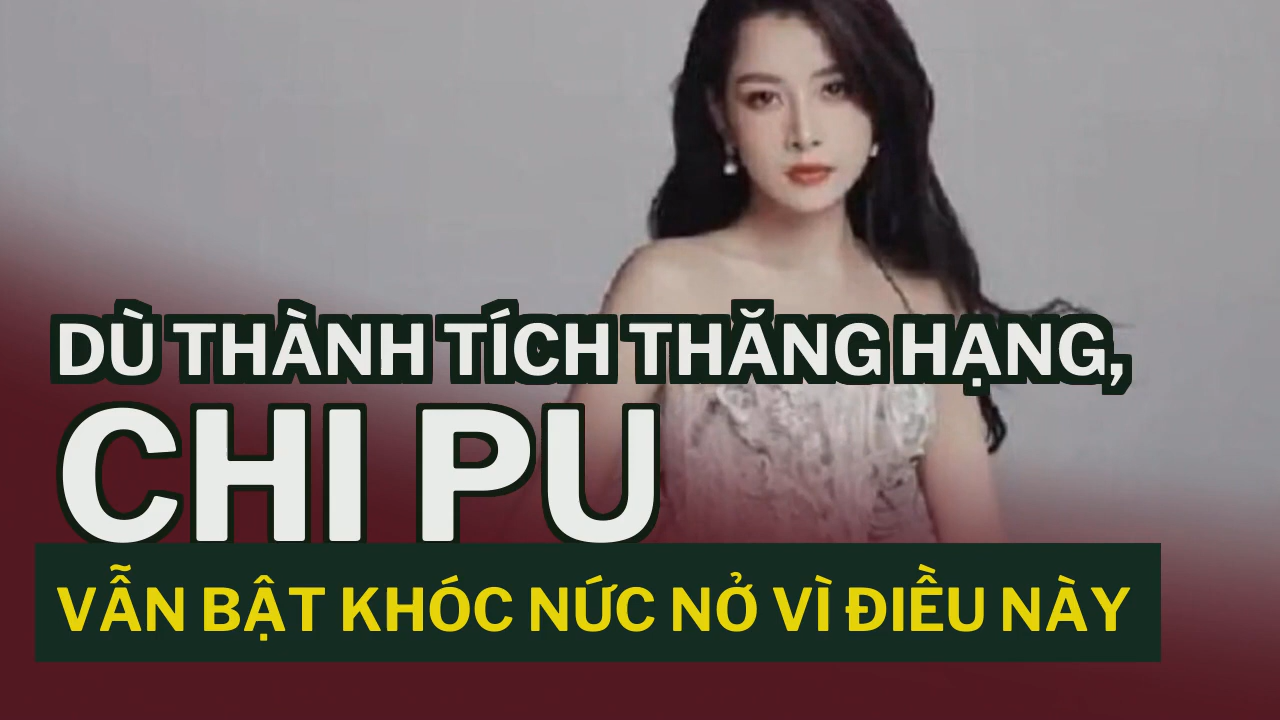 DÙ THÀNH TÍCH THĂNG HẠNG,
CHI PU
VẪN BẬT KHÓC NỨC NỞ VÌ ĐIỀU NÀY